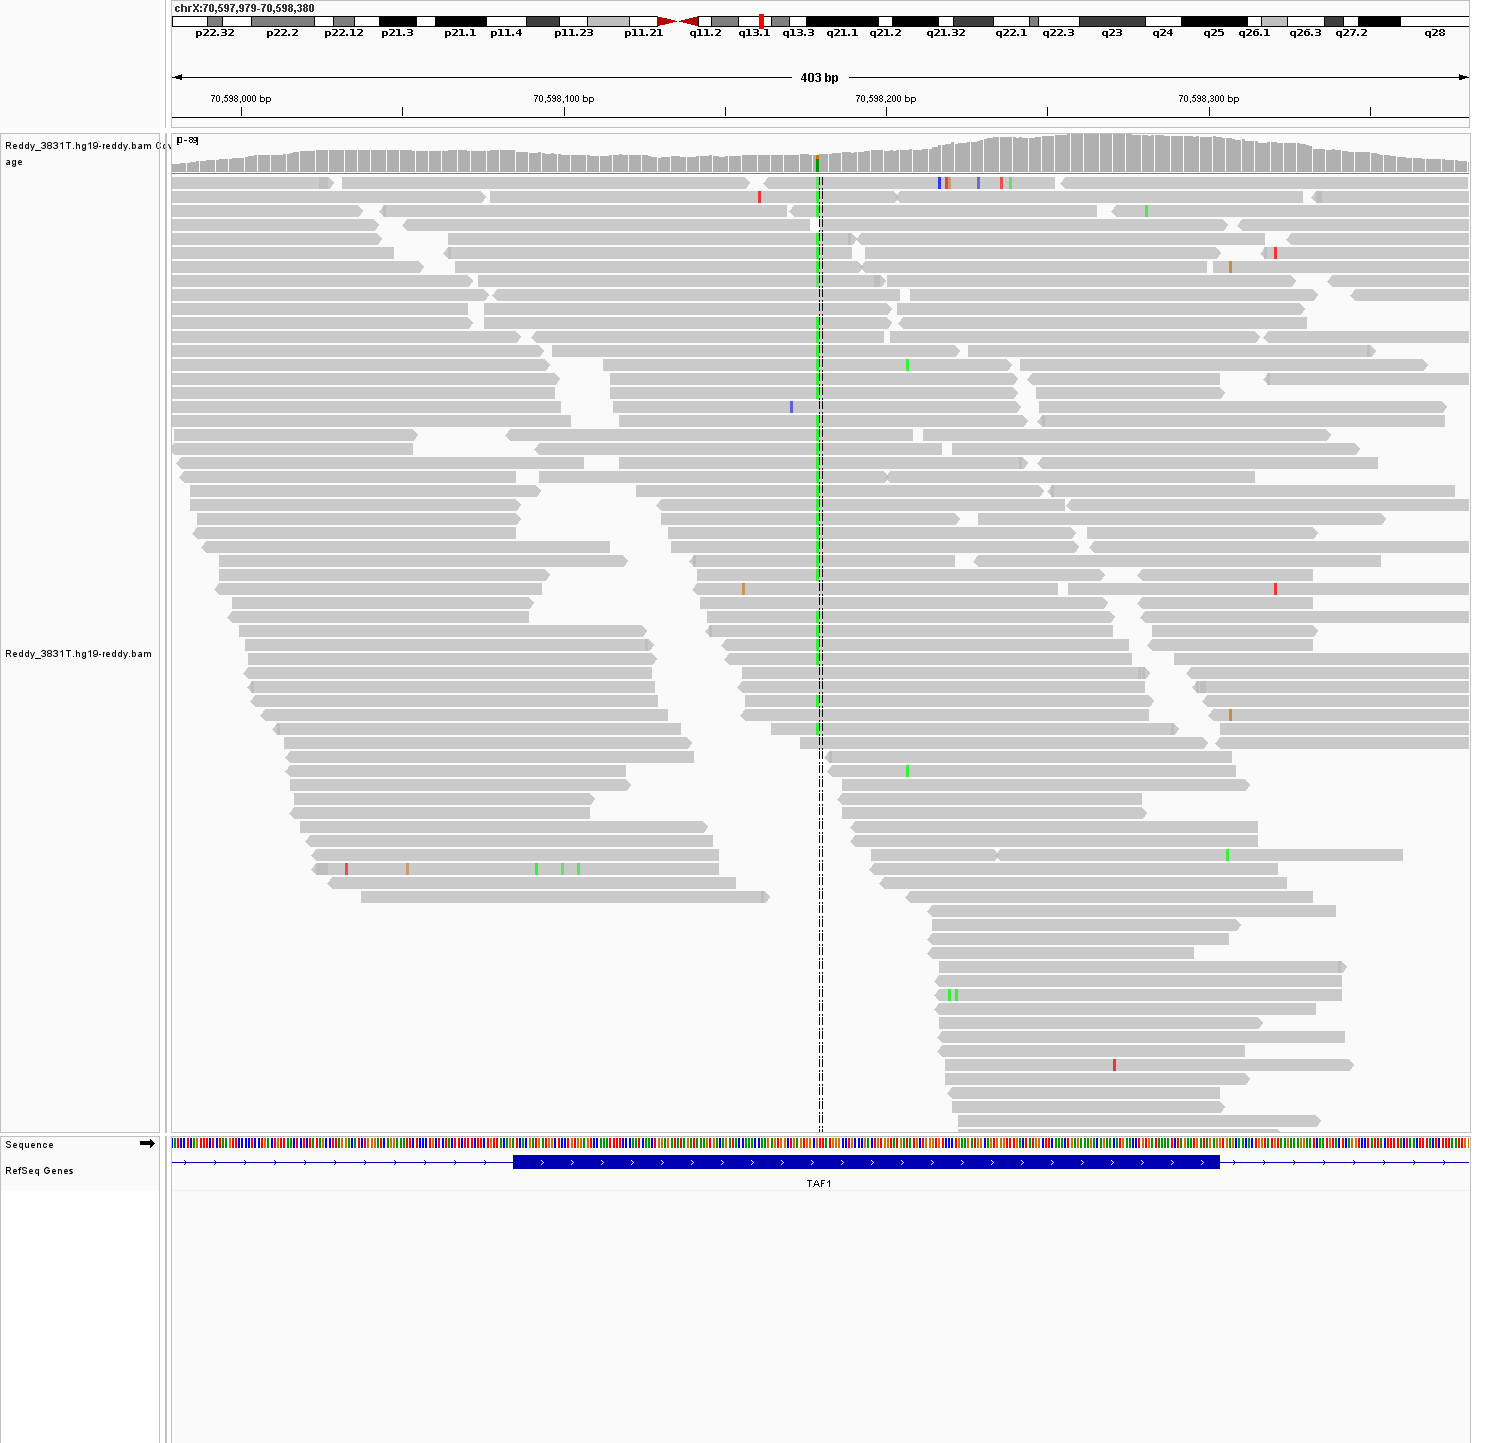 chrX:70,597,979-70,598,380
p22.32 p22.2 p22.12 p21.3 p21.1 p11.4 p11.23 p11.21 q11.2 q13.1 q13.3 q21.1 q21.2 q21.32 q22.1 q22.3 q23 q24 q25 q26.1 q26.3 q27.2 q28
403 bp
70,598,000 bp 70,598,100 bp 70,598,200 bp 70,598,300 bp
[0 - 89]
Reddy_3831T.hg19-reddy.bam Cov
age
Reddy_3831T.hg19-reddy.bam
Sequence
RefSeq Genes
TAF1